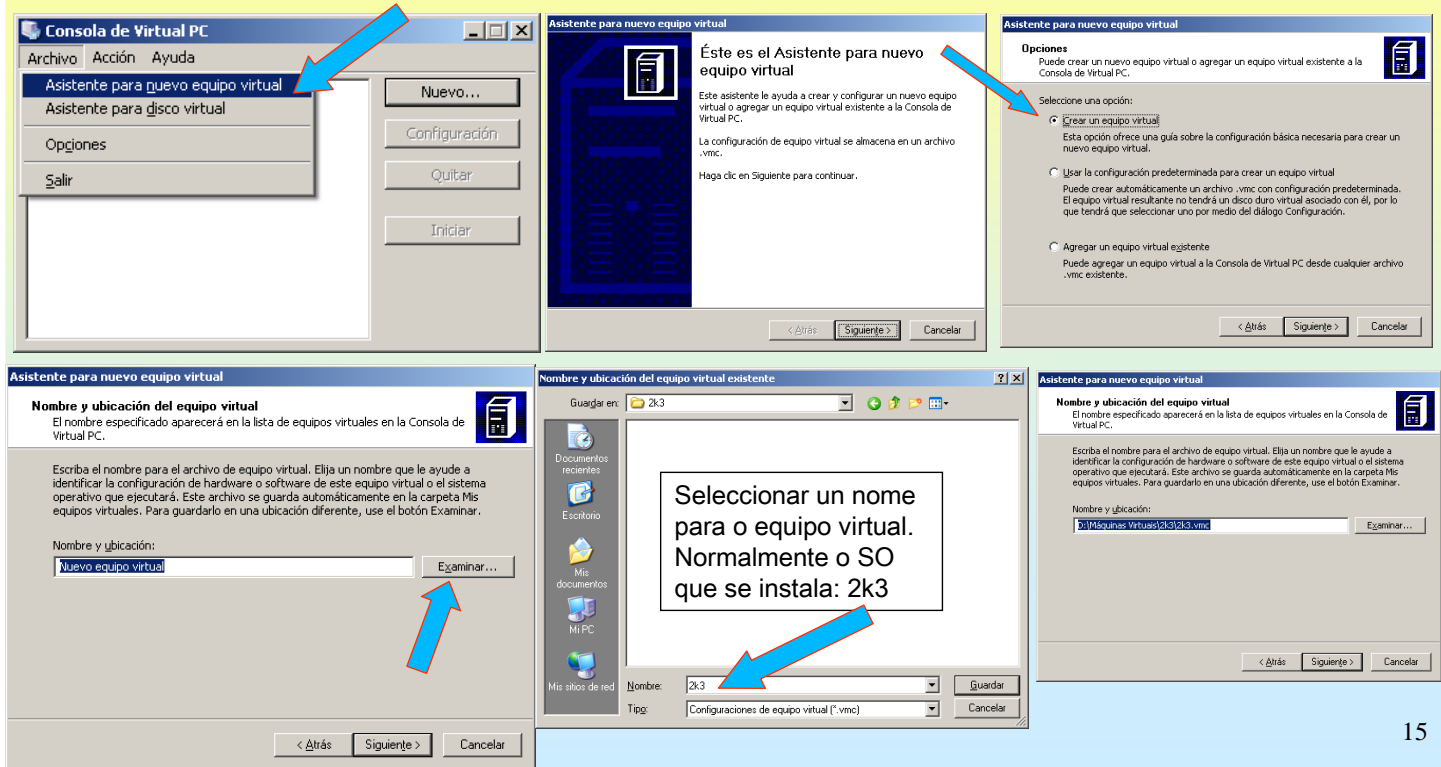 Consola de Virtual PC
Archivo Acción Ayuda
Asistente para nuevo equipo virtual
Asistente para disco virtual
Opciones
Salir
Nuevo...
Configuración
Quitar
Iniciar
Asistente para nuevo equipo virtual
Éste es el Asistente para nuevo
equipo virtual
Este asistente le ayuda a crear y configurar un nuevo equipo
virtual o agregar un equipo virtual existente a la Consola de
Virtual PC.
La configuración de equipo virtual se almacena en un archivo
.vmc.
Haga clic en Siguiente para continuar.
< Atrás Siguiente > Cancelar
Asistente para nuevo equipo virtual
Opciones
Puede crear un nuevo equipo virtual o agregar un equipo virtual existente a la
Consola de Virtual PC.
Seleccione una opción:
Crear un equipo virtual
Esta opción ofrece una guía sobre la configuración básica necesaria para crear un
nuevo equipo virtual.
Usar la configuración predeterminada para crear un equipo virtual
Puede crear automáticamente un archivo .vmc con configuración predeterminada.
El equipo virtual resultante no tendrá un disco duro virtual asociado con él, por lo
que tendrá que seleccionar uno por medio del diálogo Configuración.
Agregar un equipo virtual existente
Puede agregar un equipo virtual a la Consola de Virtual PC desde cualquier archivo
.vmc existente.
< Atrás Siguiente > Cancelar
Asistente para nuevo equipo virtual
Nombre y ubicación del equipo virtual
El nombre especificado aparecerá en la lista de equipos virtuales en la Consola de
Virtual PC.
Escriba el nombre para el archivo de equipo virtual. Elija un nombre que le ayude a
identificar la configuración de hardware o software de este equipo virtual o el sistema
operativo que ejecutará. Este archivo se guarda automáticamente en la carpeta Mis
equipos virtuales. Para guardarlo en una ubicación diferente, use el botón Examinar.
Nombre y ubicación:
Nuevo equipo virtual
Examinar...
< Atrás Siguiente > Cancelar
Nombre y ubicación del equipo virtual existente
Guardar en: 2k3
Documentos
recientes
Escritorio
Mis
documentos
Mi PC
Mis sitios de red
Seleccionar un nome
para o equipo virtual.
Normalmente o SO
que se instala: 2k3
Nombre: 2k3 Guardar
Tipo: Configuraciones de equipo virtual (*.vmc) Cancelar
Asistente para nuevo equipo virtual
Nombre y ubicación del equipo virtual
El nombre especificado aparecerá en la lista de equipos virtuales en la Consola de
Virtual PC.
Escriba el nombre para el archivo de equipo virtual. Elija un nombre que le ayude a
identificar la configuración de hardware o software de este equipo virtual o el sistema
operativo que ejecutará. Este archivo se guarda automáticamente en la carpeta Mis
equipos virtuales. Para guardarlo en una ubicación diferente, use el botón Examinar.
Nombre y ubicación:
D:\Máquinas Virtuais\2k3\2k3.vmc
Examinar...
< Atrás Siguiente > Cancelar
15